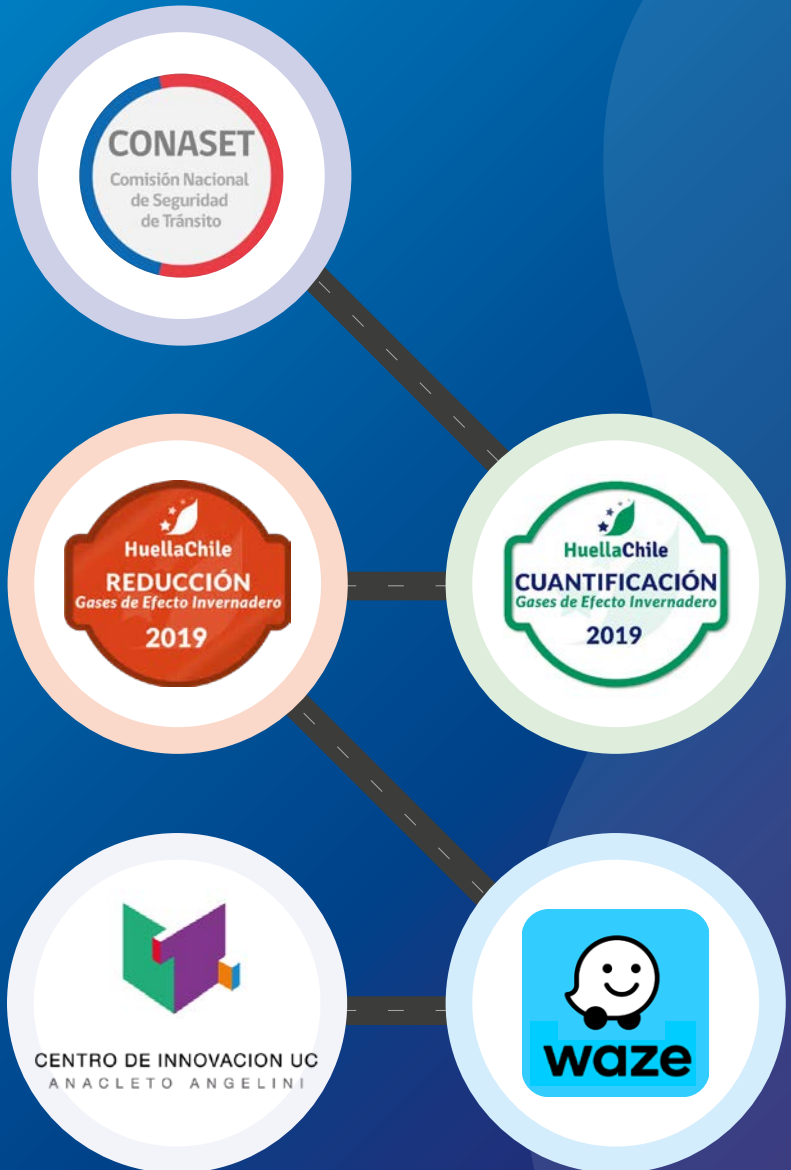 CONASET
Comisión Nacional
de Seguridad
de Tránsito
HuellaChile
REDUCCIÓN
Gases de Efecto Invernadero
2019
HuellaChile
CUANTIFICACIÓN
Gases de Efecto Invernadero
2019
CENTRO DE INNOVACION UC
ANACLETO ANGELINI
waze